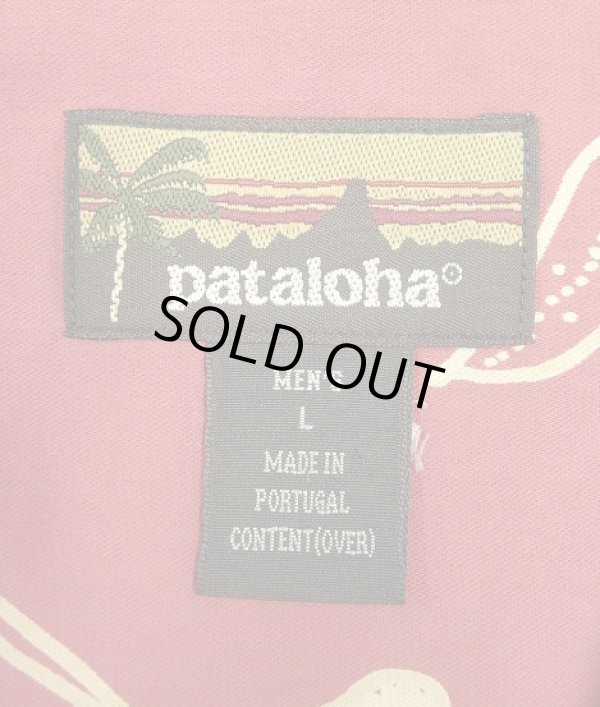 pataloha®
SOLD OUT
MEN'S
L
MADE IN
PORTUGAL
CONTENT(OVER)